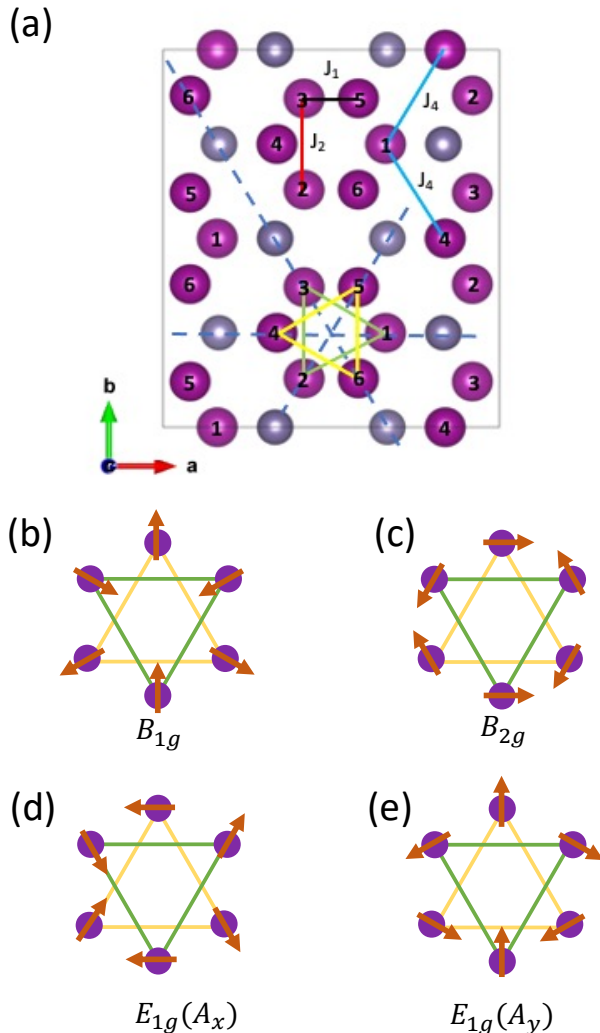 (a)
J₁
6 3 5 2
J₄
4 J₂ 1
J₄
5 2 6 3
1 4
6 3 5 2
4 1
5 2 6 3
1 4
b
a
(b) (c)
B₁g B₂g
(d) (e)
E₁g(Aₓ) E₁g(A_y)